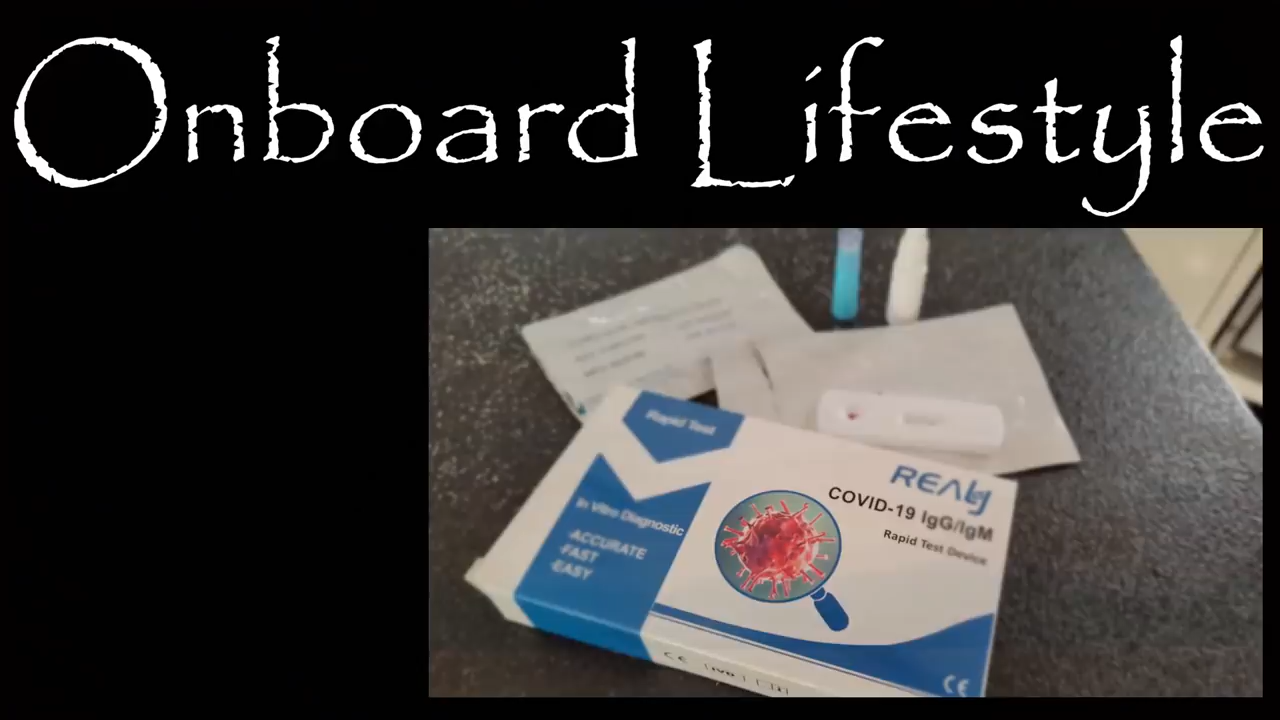 Onboard Lifestyle
Rapid Test
In Vitro Diagnostic
·ACCURATE
·FAST
·EASY
REALY
COVID-19 IgG/IgM
Rapid Test Device
CE IVD
CE